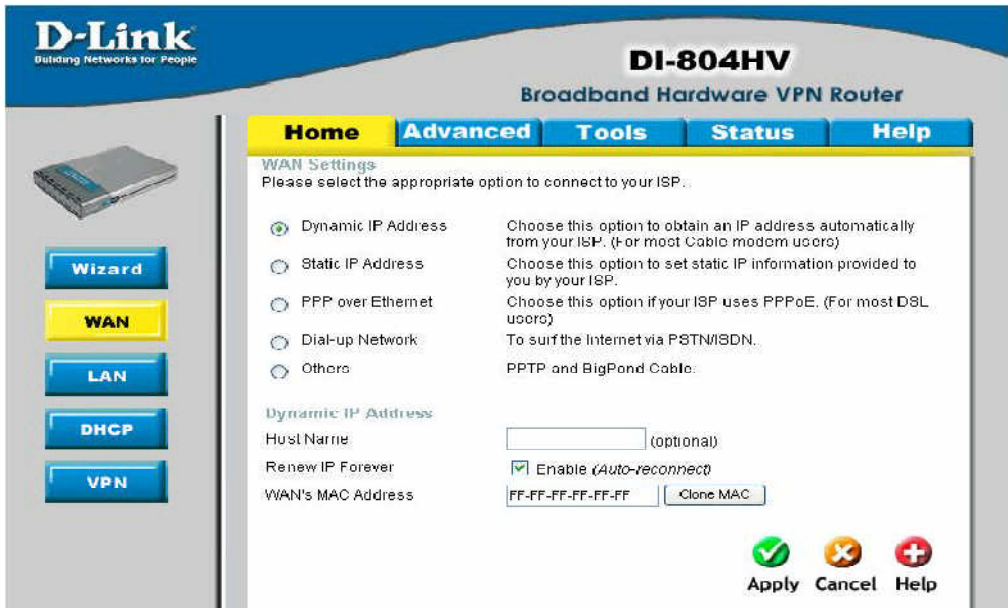 D-Link
Building Networks for People
DI-804HV
Broadband Hardware VPN Router
Home
Advanced
Tools
Status
Help
Wizard
WAN
LAN
DHCP
VPN
WAN Settings
Please select the appropriate option to connect to your ISP.
Dynamic IP Address
Choose this option to obtain an IP address automatically
from your ISP. (For most Cable modem users)
Static IP Address
Choose this option to set static IP information provided to
you by your ISP.
PPP over Ethernet
Choose this option if your ISP uses PPPoE. (For most DSL
users)
Dial-up Network
To surf the Internet via PSTN/ISDN.
Others
PPTP and BigPond Cable.
Dynamic IP Address
Host Name
(optional)
Renew IP Forever
Enable (Auto-reconnect)
WAN's MAC Address
FF-FF-FF-FF-FF-FF
Clone MAC
Apply
Cancel
Help